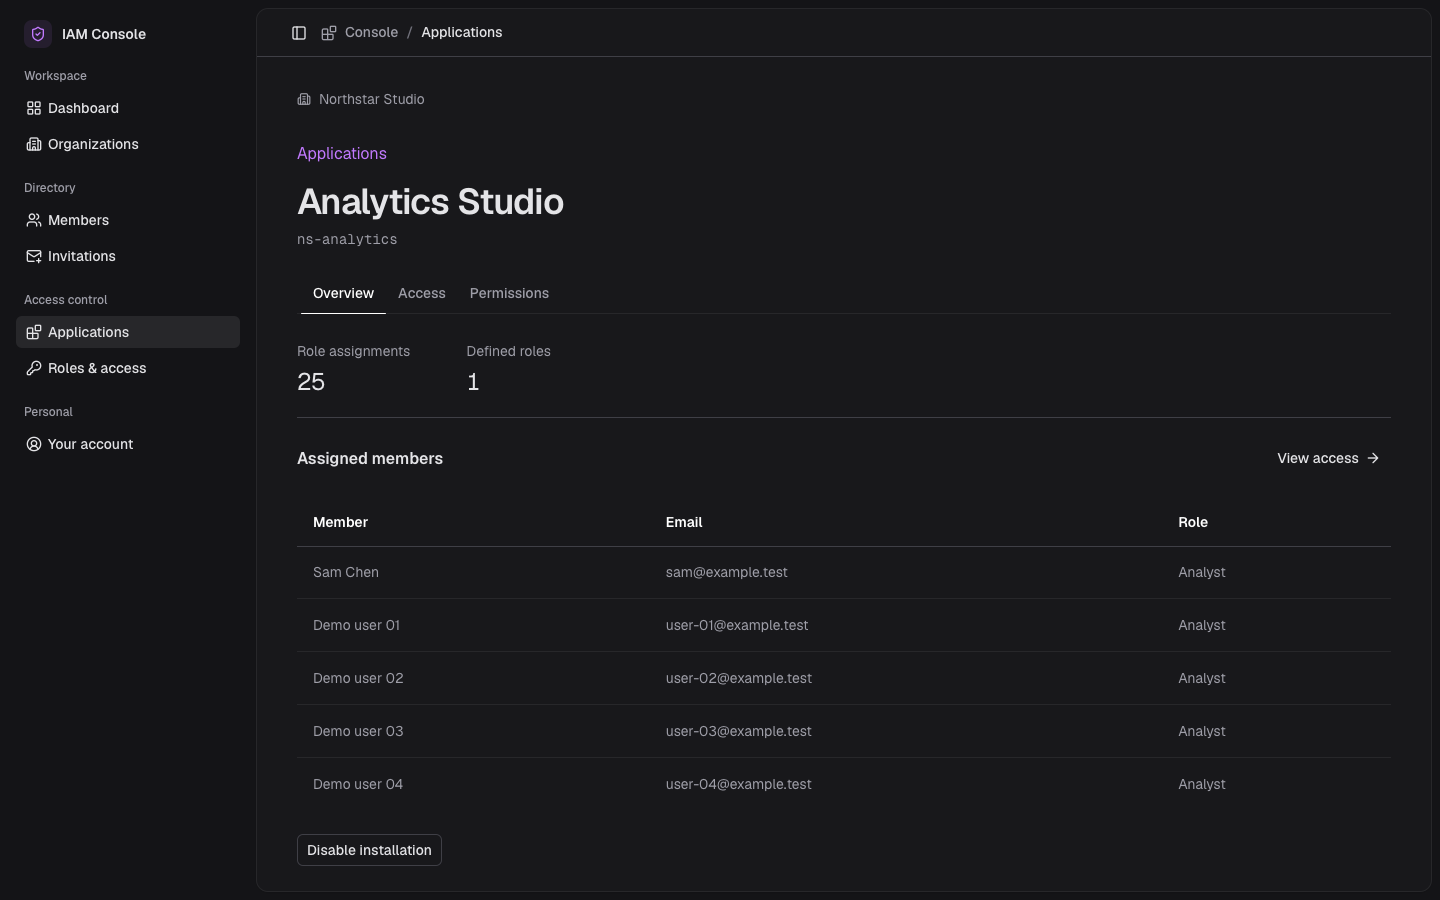 IAM Console
Workspace
Dashboard
Organizations
Directory
Members
Invitations
Access control
Applications
Roles & access
Personal
Your account
Console / Applications
Northstar Studio
Applications
Analytics Studio
ns-analytics
Overview Access Permissions
Role assignments Defined roles
25 1
Assigned members View access
Member Email Role
Sam Chen sam@example.test Analyst
Demo user 01 user-01@example.test Analyst
Demo user 02 user-02@example.test Analyst
Demo user 03 user-03@example.test Analyst
Demo user 04 user-04@example.test Analyst
Disable installation